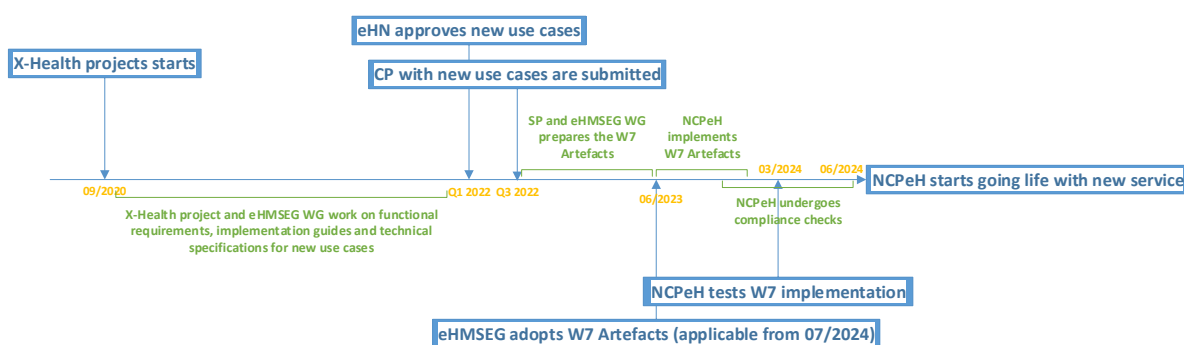 eHN approves new use cases
X-Health projects starts
CP with new use cases are submitted
SP and eHMSEG WG
prepares the W7
Artefacts
NCPeH
implements
W7 Artefacts
09/2020
Q1 2022
Q3 2022
06/2023
03/2024
06/2024
NCPeH starts going life with new service
X-Health project and eHMSEG WG work on functional
requirements, implementation guides and technical
specifications for new use cases
NCPeH undergoes
compliance checks
NCPeH tests W7 implementation
eHMSEG adopts W7 Artefacts (applicable from 07/2024)